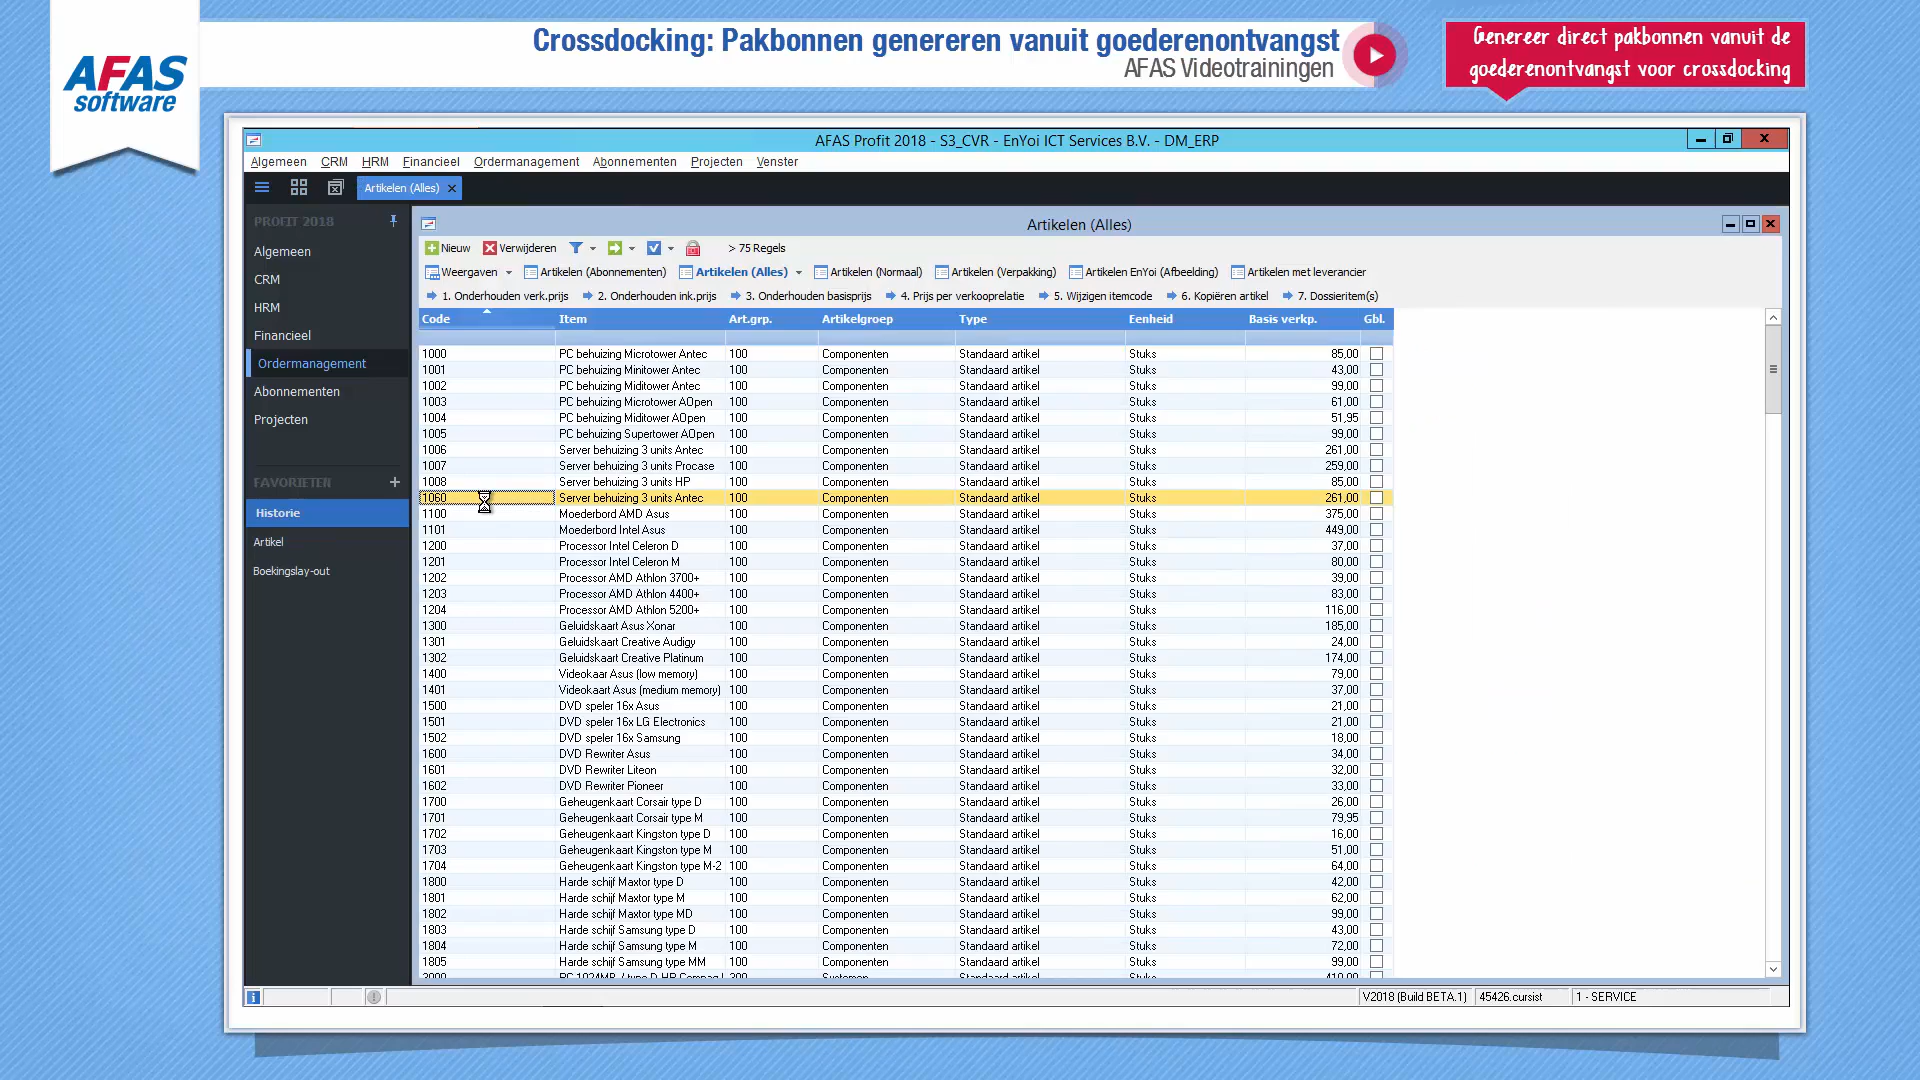 AFAS
software
Crossdocking: Pakbonnen genereren vanuit goederenontvangst
AFAS Videotrainingen
Genereer direct pakbonnen vanuit de
goederenontvangst voor crossdocking
AFAS Profit 2018 - S3_CVR - EnYoi ICT Services B.V. - DM_ERP
Algemeen CRM HRM Financieel Ordermanagement Abonnementen Projecten Venster
Artikelen (Alles)
PROFIT 2018
Algemeen
CRM
HRM
Financieel
Ordermanagement
Abonnementen
Projecten
FAVORIETEN
Historie
Artikel
Boekingslay-out
Artikelen (Alles)
Nieuw Verwijderen > 75 Regels
Weergaven Artikelen (Abonnementen) Artikelen (Alles) Artikelen (Normaal) Artikelen (Verpakking) Artikelen EnYoi (Afbeelding) Artikelen met leverancier
1. Onderhouden verk.prijs 2. Onderhouden ink.prijs 3. Onderhouden basisprijs 4. Prijs per verkooprelatie 5. Wijzigen itemcode 6. Kopiëren artikel 7. Dossieritem(s)
Code Item Art.grp. Artikelgroep Type Eenheid Basis verkp. Gbl.
1000 PC behuizing Microtower Antec 100 Componenten Standaard artikel Stuks 85,00
1001 PC behuizing Minitower Antec 100 Componenten Standaard artikel Stuks 43,00
1002 PC behuizing Miditower Antec 100 Componenten Standaard artikel Stuks 99,00
1003 PC behuizing Microtower AOpen 100 Componenten Standaard artikel Stuks 61,00
1004 PC behuizing Miditower AOpen 100 Componenten Standaard artikel Stuks 51,95
1005 PC behuizing Supertower AOpen 100 Componenten Standaard artikel Stuks 99,00
1006 Server behuizing 3 units Antec 100 Componenten Standaard artikel Stuks 261,00
1007 Server behuizing 3 units Procase 100 Componenten Standaard artikel Stuks 259,00
1008 Server behuizing 3 units HP 100 Componenten Standaard artikel Stuks 85,00
1060 Server behuizing 3 units Antec 100 Componenten Standaard artikel Stuks 261,00
1100 Moederbord AMD Asus 100 Componenten Standaard artikel Stuks 375,00
1101 Moederbord Intel Asus 100 Componenten Standaard artikel Stuks 449,00
1200 Processor Intel Celeron D 100 Componenten Standaard artikel Stuks 37,00
1201 Processor Intel Celeron M 100 Componenten Standaard artikel Stuks 80,00
1202 Processor AMD Athlon 3700+ 100 Componenten Standaard artikel Stuks 39,00
1203 Processor AMD Athlon 4400+ 100 Componenten Standaard artikel Stuks 83,00
1204 Processor AMD Athlon 5200+ 100 Componenten Standaard artikel Stuks 116,00
1300 Geluidskaart Asus Xonar 100 Componenten Standaard artikel Stuks 185,00
1301 Geluidskaart Creative Audigy 100 Componenten Standaard artikel Stuks 24,00
1302 Geluidskaart Creative Platinum 100 Componenten Standaard artikel Stuks 174,00
1400 Videokaar Asus (low memory) 100 Componenten Standaard artikel Stuks 79,00
1401 Videokaart Asus (medium memory) 100 Componenten Standaard artikel Stuks 37,00
1500 DVD speler 16x Asus 100 Componenten Standaard artikel Stuks 21,00
1501 DVD speler 16x LG Electronics 100 Componenten Standaard artikel Stuks 21,00
1502 DVD speler 16x Samsung 100 Componenten Standaard artikel Stuks 18,00
1600 DVD Rewriter Asus 100 Componenten Standaard artikel Stuks 34,00
1601 DVD Rewriter Liteon 100 Componenten Standaard artikel Stuks 32,00
1602 DVD Rewriter Pioneer 100 Componenten Standaard artikel Stuks 33,00
1700 Geheugenkaart Corsair type D 100 Componenten Standaard artikel Stuks 26,00
1701 Geheugenkaart Corsair type M 100 Componenten Standaard artikel Stuks 79,95
1702 Geheugenkaart Kingston type D 100 Componenten Standaard artikel Stuks 16,00
1703 Geheugenkaart Kingston type M 100 Componenten Standaard artikel Stuks 51,00
1704 Geheugenkaart Kingston type M-2 100 Componenten Standaard artikel Stuks 64,00
1800 Harde schijf Maxtor type D 100 Componenten Standaard artikel Stuks 42,00
1801 Harde schijf Maxtor type M 100 Componenten Standaard artikel Stuks 62,00
1802 Harde schijf Maxtor type MD 100 Componenten Standaard artikel Stuks 99,00
1803 Harde schijf Samsung type D 100 Componenten Standaard artikel Stuks 43,00
1804 Harde schijf Samsung type M 100 Componenten Standaard artikel Stuks 72,00
1805 Harde schijf Samsung type MM 100 Componenten Standaard artikel Stuks 99,00
V2018 (Build BETA.1) 45426.cursist 1 - SERVICE